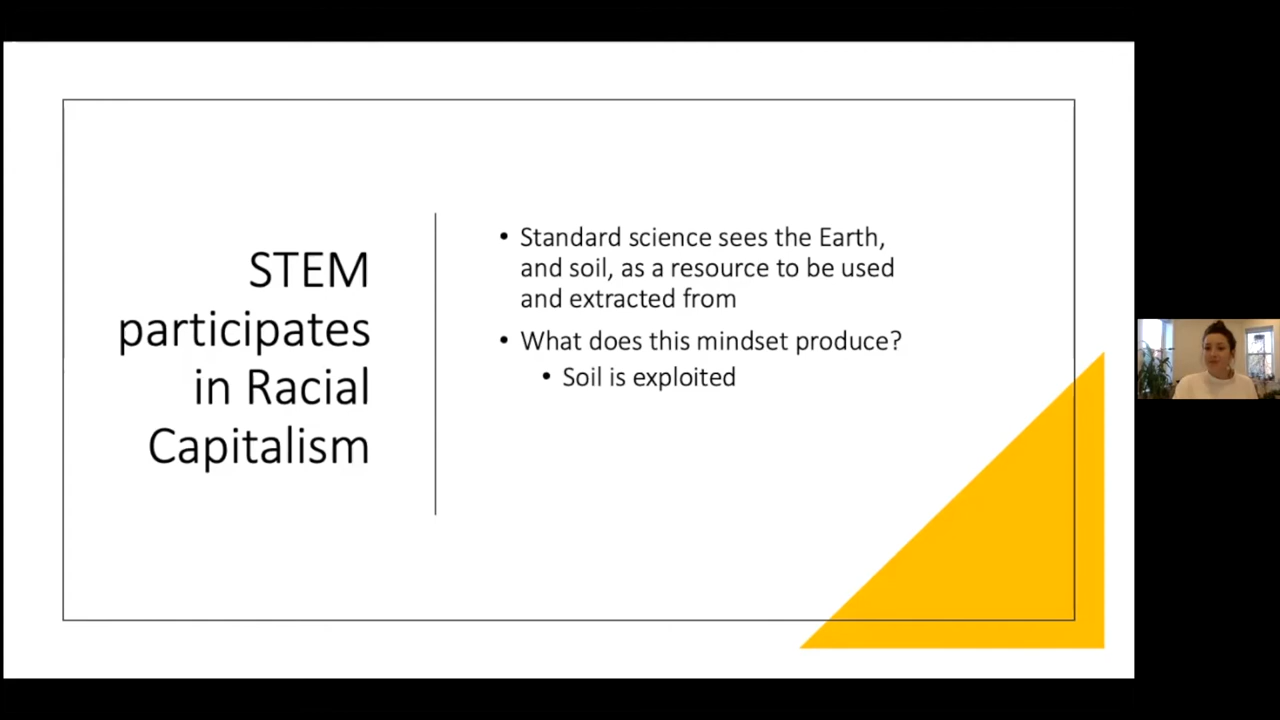 STEM
participates
in Racial
Capitalism
• Standard science sees the Earth,
and soil, as a resource to be used
and extracted from
• What does this mindset produce?
• Soil is exploited